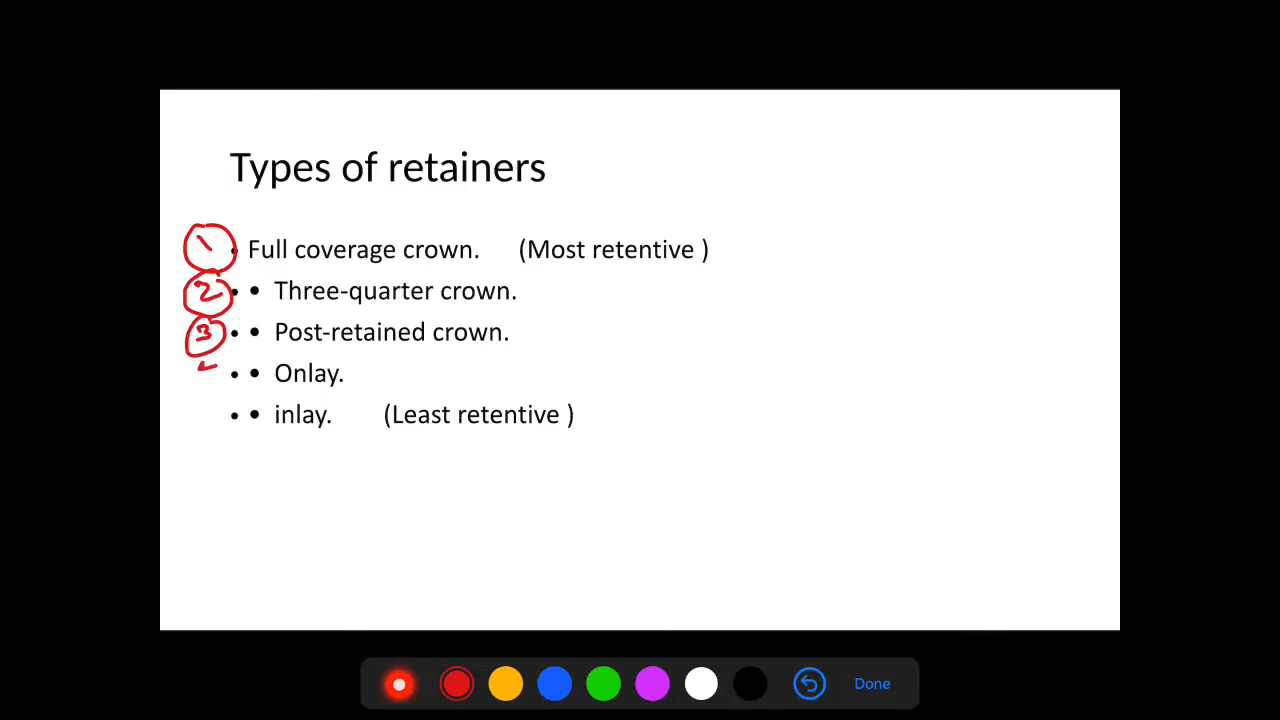 Types of retainers
1 • Full coverage crown. (Most retentive )
2 • • Three-quarter crown.
3 • • Post-retained crown.
• • Onlay.
• • inlay. (Least retentive )
Done